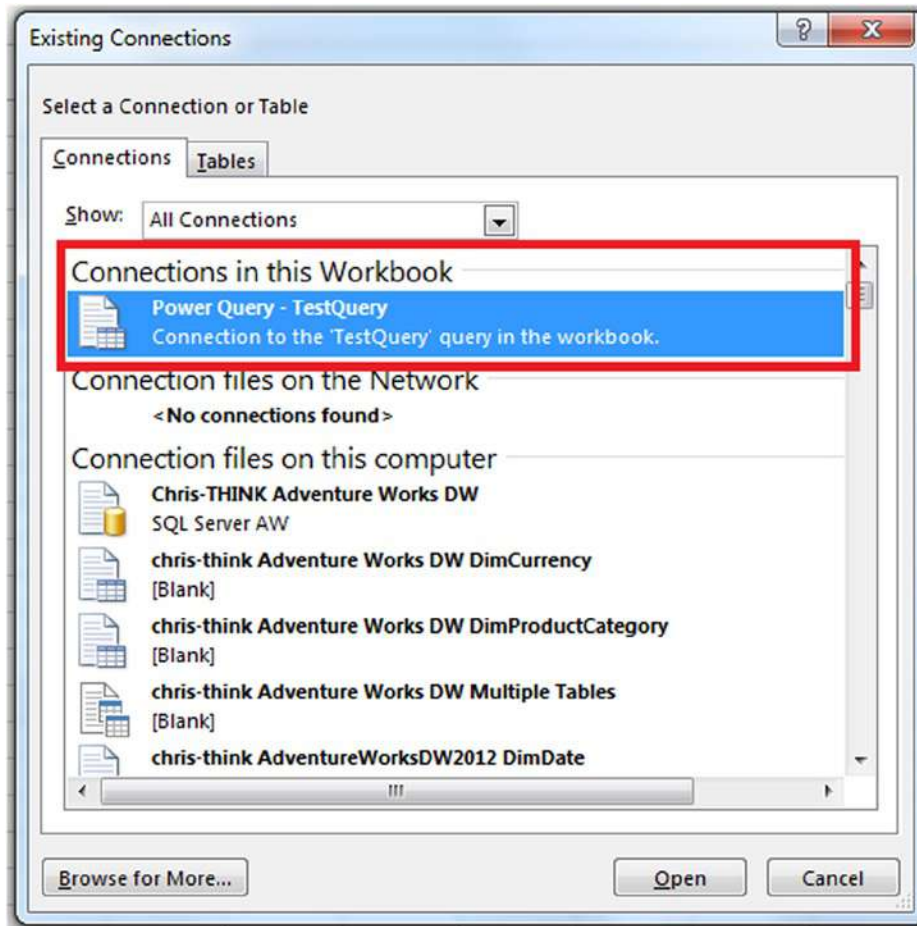 Existing Connections
Select a Connection or Table
Connections Tables
Show: All Connections
Connections in this Workbook
Power Query - TestQuery
Connection to the 'TestQuery' query in the workbook.
Connection files on the Network
<No connections found>
Connection files on this computer
Chris-THINK Adventure Works DW
SQL Server AW
chris-think Adventure Works DW DimCurrency
[Blank]
chris-think Adventure Works DW DimProductCategory
[Blank]
chris-think Adventure Works DW Multiple Tables
[Blank]
chris-think AdventureWorksDW2012 DimDate
Browse for More... Open Cancel